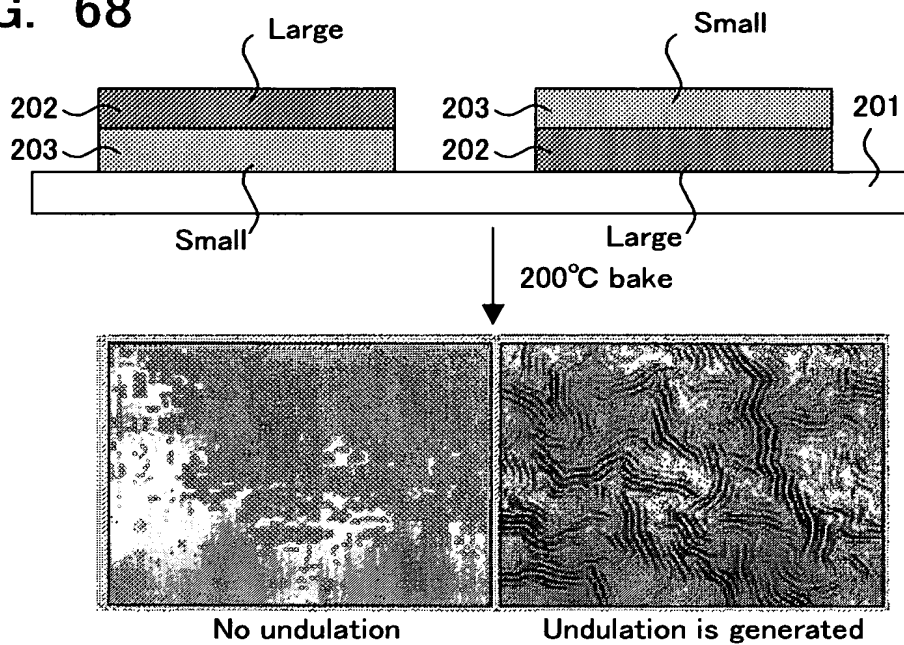 G. 68
Large
Small
202
203
203
202
201
Small
Large
200°C bake
No undulation
Undulation is generated